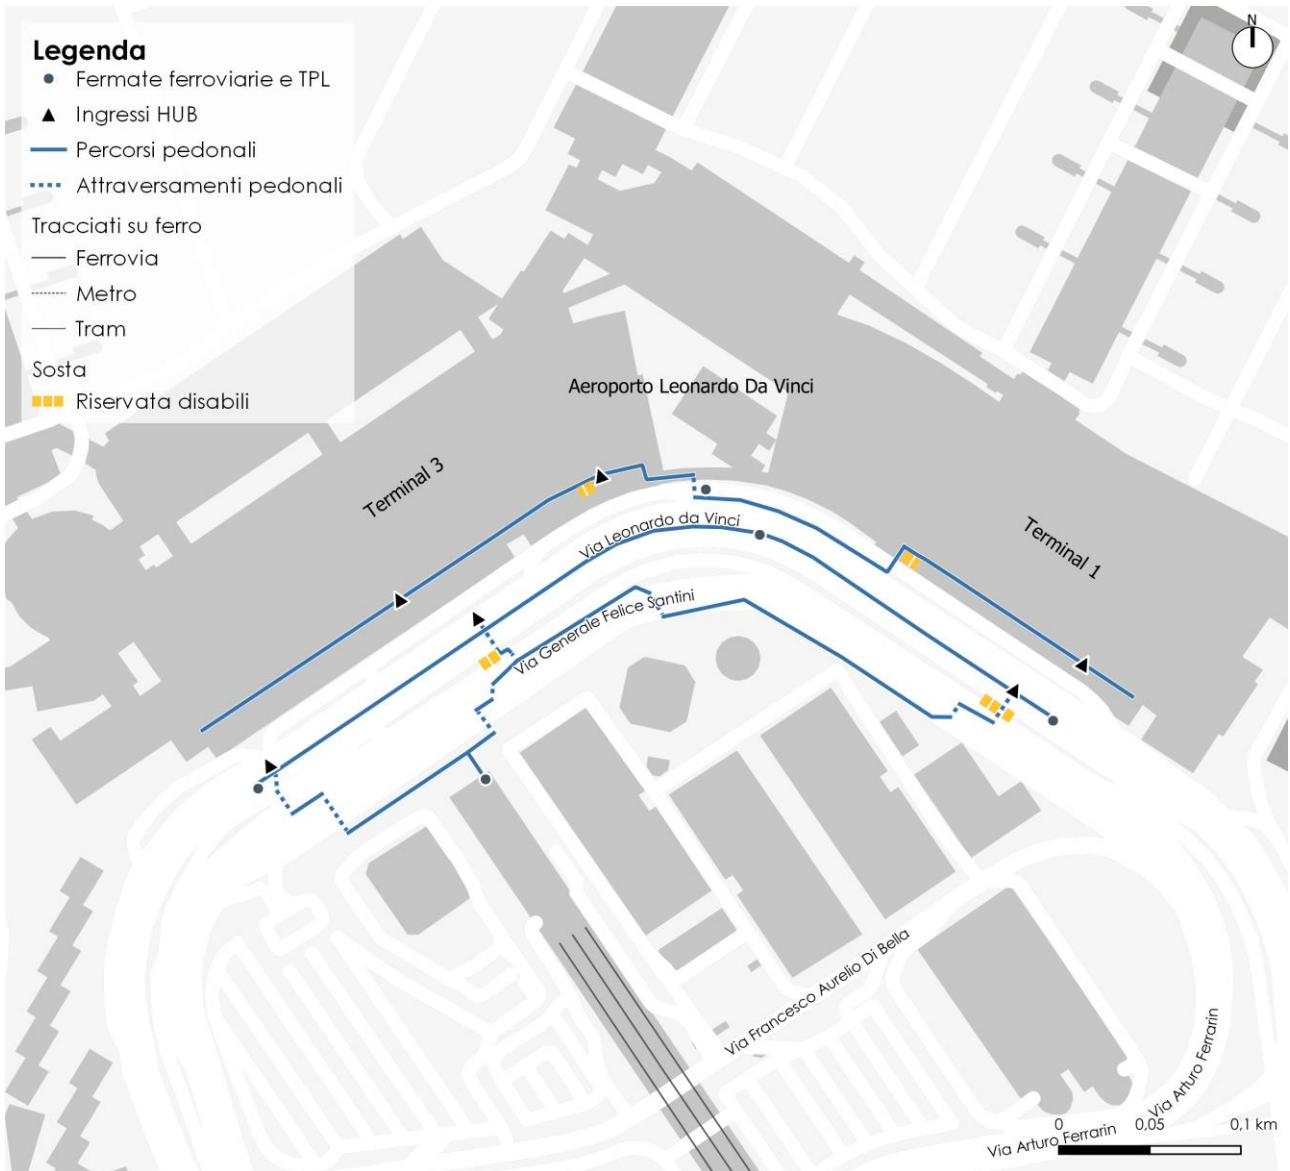 N
Legenda
Fermate ferroviarie e TPL
Ingressi HUB
Percorsi pedonali
Attraversamenti pedonali
Tracciati su ferro
Ferrovia
Metro
Tram
Sosta
Riservata disabili
Aeroporto Leonardo Da Vinci
Terminal 3
Terminal 1
Via Leonardo da Vinci
Via Generale Felice Santini
Via Francesco Aurelio Di Bella
Via Arturo Ferrarin
Via Arturo Ferrarin
0 0,05 0,1 km